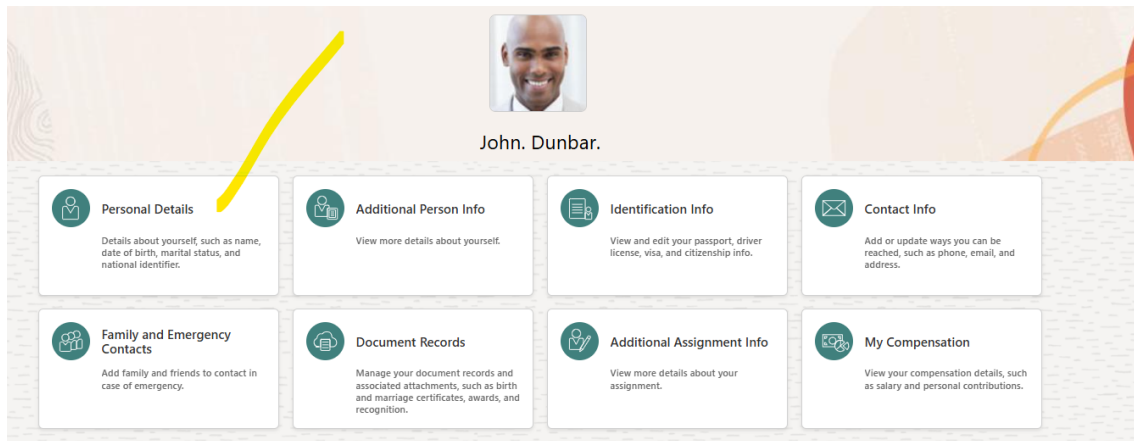 John. Dunbar.
Personal Details
Details about yourself, such as name,
date of birth, marital status, and
national identifier.
Additional Person Info
View more details about yourself.
Identification Info
View and edit your passport, driver
license, visa, and citizenship info.
Contact Info
Add or update ways you can be
reached, such as phone, email, and
address.
Family and Emergency
Contacts
Add family and friends to contact in
case of emergency.
Document Records
Manage your document records and
associated attachments, such as birth
and marriage certificates, awards, and
recognition.
Additional Assignment Info
View more details about your
assignment.
My Compensation
View your compensation details, such
as salary and personal contributions.